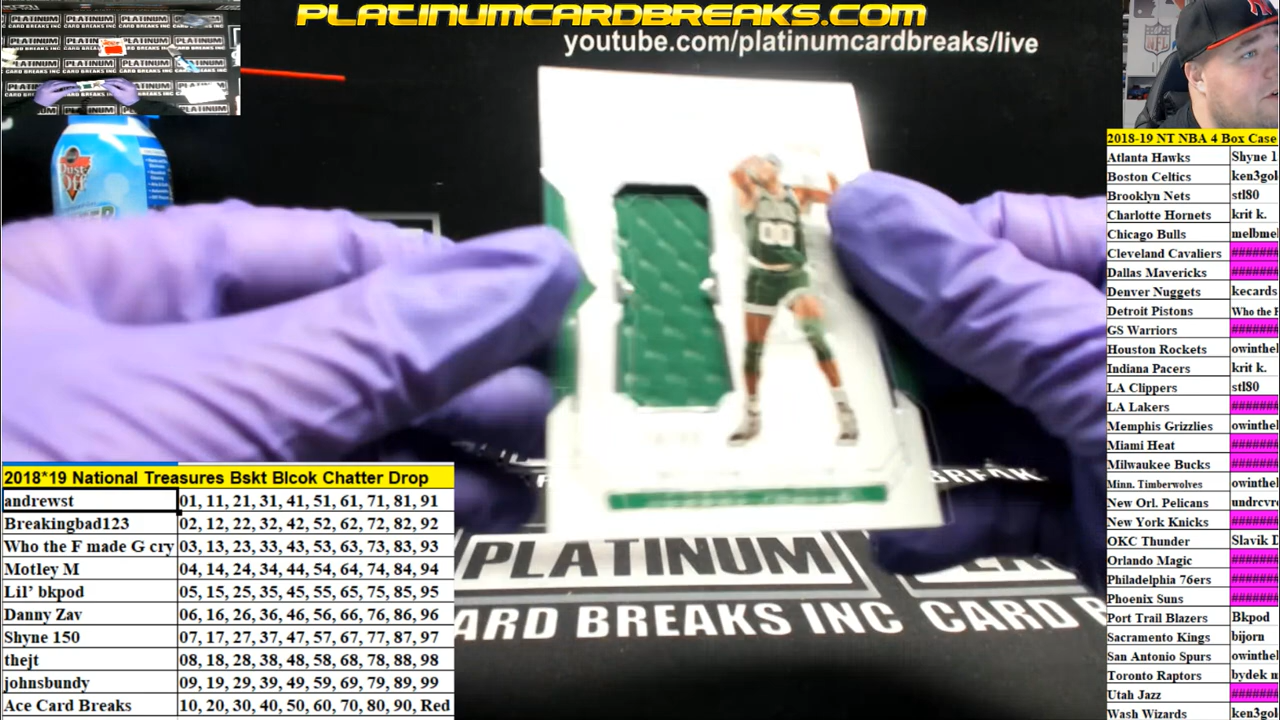 PLATINUMCARDBREAKS.COM
youtube.com/platinumcardbreaks/live
PLATINUM
CARD BREAKS INC
Dust
Off
00
PLATINUM
ARD BREAKS INC
CARD B
2018*19 National Treasures Bskt Blcok Chatter Drop
andrewst 01, 11, 21, 31, 41, 51, 61, 71, 81, 91
Breakingbad123 02, 12, 22, 32, 42, 52, 62, 72, 82, 92
Who the F made G cry 03, 13, 23, 33, 43, 53, 63, 73, 83, 93
Motley M 04, 14, 24, 34, 44, 54, 64, 74, 84, 94
Lil' bkpod 05, 15, 25, 35, 45, 55, 65, 75, 85, 95
Danny Zav 06, 16, 26, 36, 46, 56, 66, 76, 86, 96
Shyne 150 07, 17, 27, 37, 47, 57, 67, 77, 87, 97
thejt 08, 18, 28, 38, 48, 58, 68, 78, 88, 98
johnsbundy 09, 19, 29, 39, 49, 59, 69, 79, 89, 99
Ace Card Breaks 10, 20, 30, 40, 50, 60, 70, 80, 90, Red
NFL
2018-19 NT NBA 4 Box Case
Atlanta Hawks Shyne 1
Boston Celtics ken3gol
Brooklyn Nets stl80
Charlotte Hornets krit k.
Chicago Bulls melbmel
Cleveland Cavaliers #######
Dallas Mavericks #######
Denver Nuggets kecards
Detroit Pistons Who the F
GS Warriors #######
Houston Rockets owinthel
Indiana Pacers krit k.
LA Clippers stl80
LA Lakers #######
Memphis Grizzlies owinthel
Miami Heat #######
Milwaukee Bucks #######
Minn. Timberwolves owinthel
New Orl. Pelicans undrcvr
New York Knicks #######
OKC Thunder Slavik D
Orlando Magic #######
Philadelphia 76ers #######
Phoenix Suns #######
Port Trail Blazers Bkpod
Sacramento Kings bijorn
San Antonio Spurs owinthel
Toronto Raptors bydek m
Utah Jazz #######
Wash Wizards ken3gol